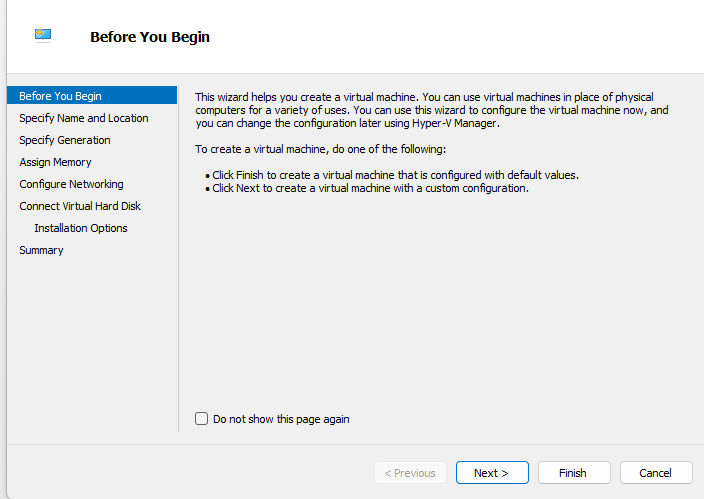 Before You Begin
Before You Begin
Specify Name and Location
Specify Generation
Assign Memory
Configure Networking
Connect Virtual Hard Disk
Installation Options
Summary
This wizard helps you create a virtual machine. You can use virtual machines in place of physical
computers for a variety of uses. You can use this wizard to configure the virtual machine now, and
you can change the configuration later using Hyper-V Manager.
To create a virtual machine, do one of the following:
• Click Finish to create a virtual machine that is configured with default values.
• Click Next to create a virtual machine with a custom configuration.
Do not show this page again
< Previous
Next >
Finish
Cancel